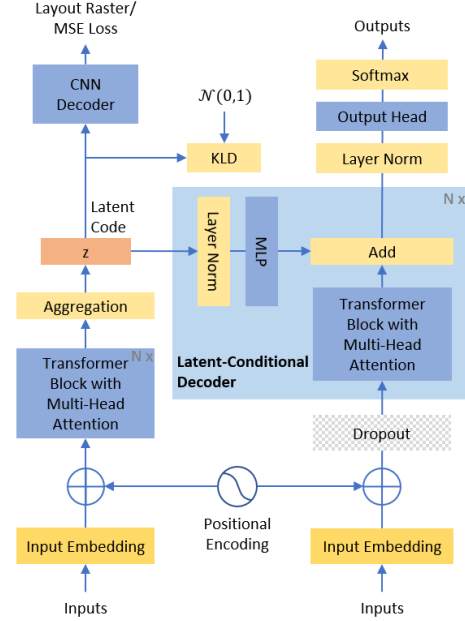 Layout Raster/
MSE Loss
CNN
Decoder
𝒩(0,1)
KLD
Latent
Code
z
Aggregation
N x
Transformer
Block with
Multi-Head
Attention
Input Embedding
Inputs
Positional
Encoding
Outputs
Softmax
Output Head
Layer Norm
N x
Layer Norm
MLP
Add
Transformer
Block with
Multi-Head
Attention
Latent-Conditional
Decoder
Dropout
Input Embedding
Inputs